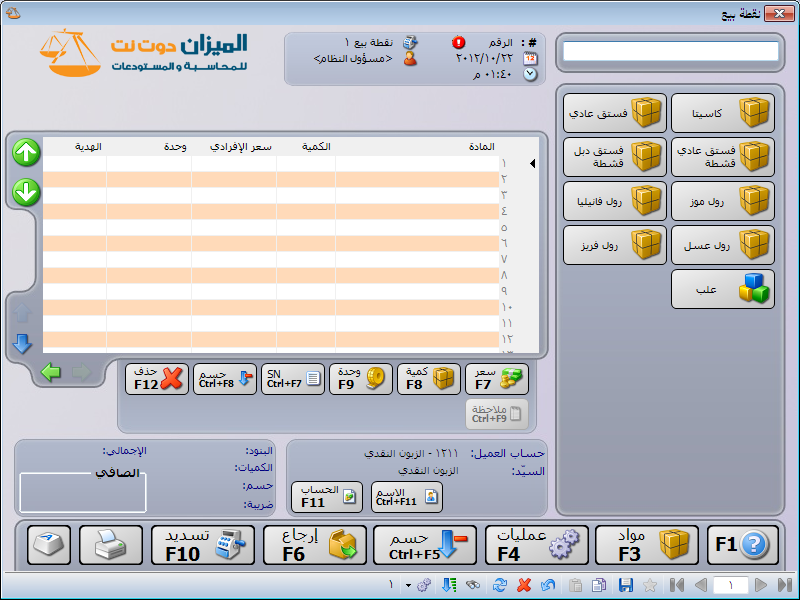 نقطة بيع
الميزان دوت نت
للمحاسبة والمستودعات
# : الرقم
نقطة بيع ١
٢٠١٢/١٠/٢٢
<مسؤول النظام>
٠١:٤٠ م
كاسيتا
فستق عادي
فستق عادي قشطة
فستق دبل قشطة
رول موز
رول فانيليا
رول عسل
رول فريز
علب
المادة الكمية سعر الإفرادي وحدة الهدية
١
٢
٣
٤
٥
٦
٧
٨
٩
١٠
١١
١٢
١٣
سعر F7
كمية F8
وحدة F9
SN Ctrl+F7
حسم Ctrl+F8
حذف F12
ملاحظة Ctrl+F9
حساب العميل: ١٢١١ - الزبون النقدي
السيّد: الزبون النقدي
الاسم Ctrl+F11
الحساب F11
البنود:
الكميات:
حسم:
ضريبة:
الإجمالي:
الصافي
F1
مواد F3
عمليات F4
حسم Ctrl+F5
إرجاع F6
تسديد F10
١
١